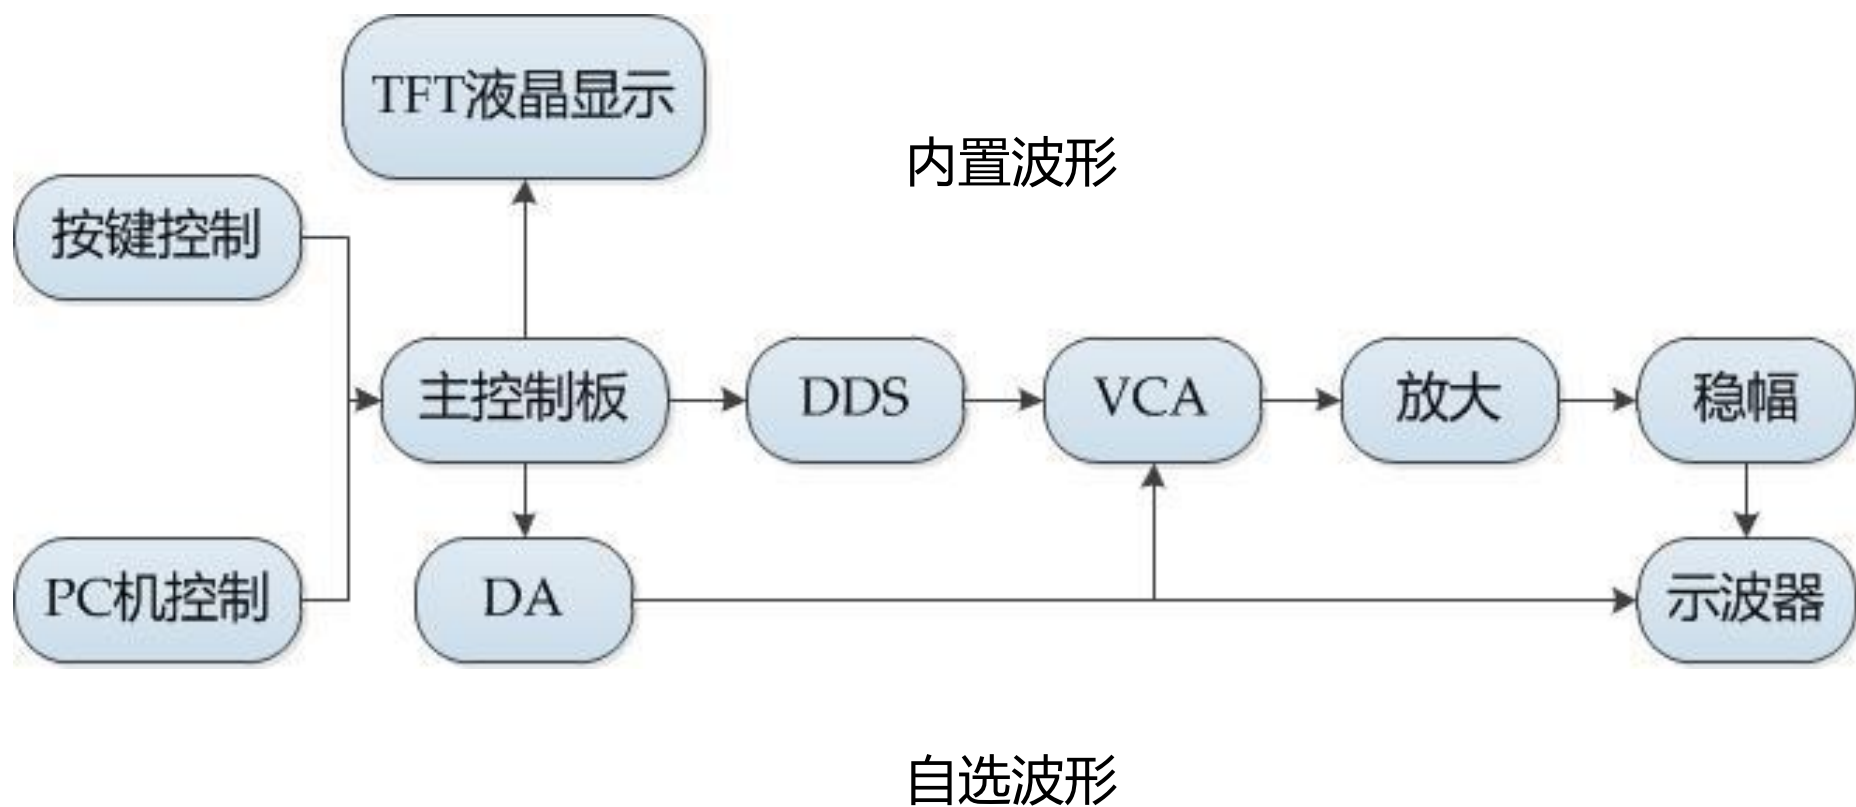 TFT液晶显示
内置波形
按键控制
主控制板
DDS
VCA
放大
稳幅
PC机控制
DA
示波器
自选波形